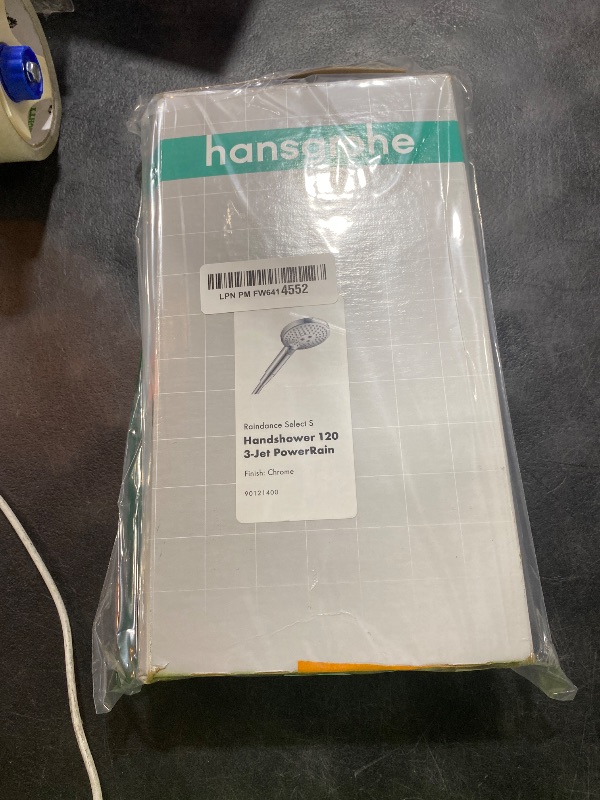 hansgrohe
LPN PM FW6414552
Raindance Select S
Handshower 120
3-Jet PowerRain
Finish: Chrome
90121400